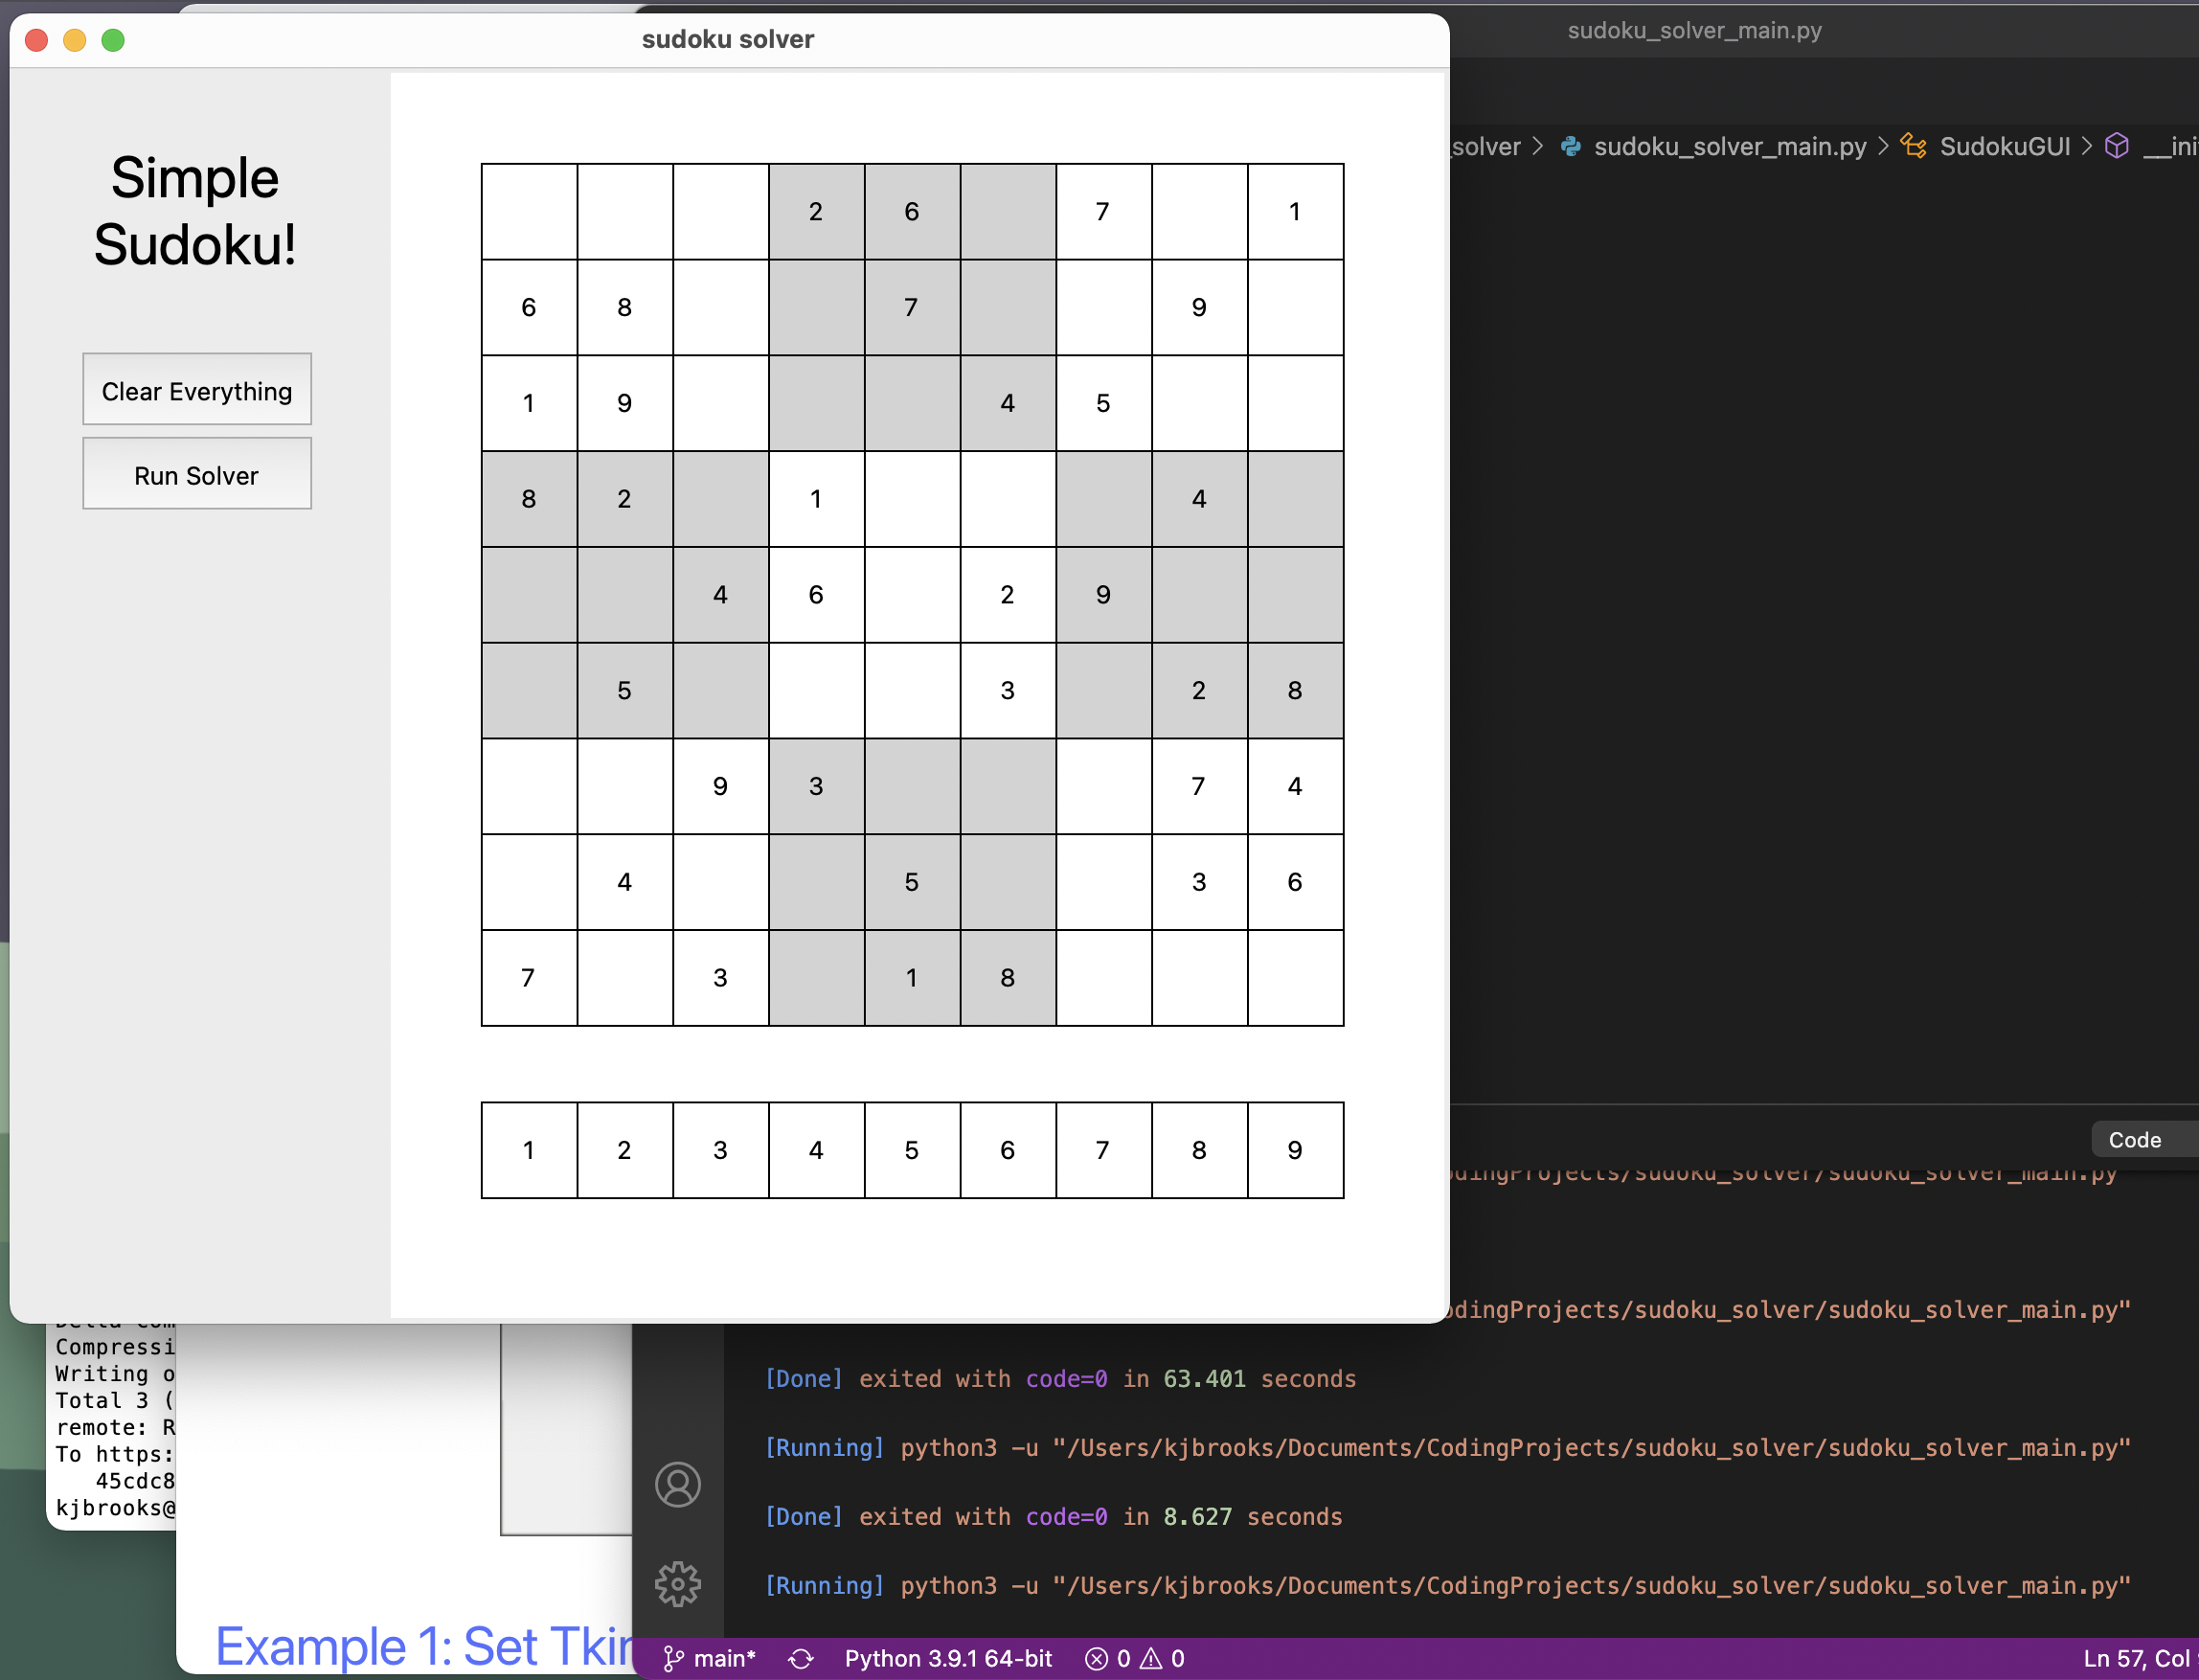 sudoku solver
sudoku_solver_main.py
Simple
Sudoku!
Clear Everything
Run Solver
solver > sudoku_solver_main.py > SudokuGUI >
2 6 7 1
6 8 7 9
1 9 4 5
8 2 1 4
4 6 2 9
5 3 2 8
9 3 7 4
4 5 3 6
7 3 1 8
1 2 3 4 5 6 7 8 9
Code
/sudoku_solver/sudoku_solver_main.py
dingProjects/sudoku_solver/sudoku_solver_main.py"
[Done] exited with code=0 in 63.401 seconds
[Running] python3 -u "/Users/kjbrooks/Documents/CodingProjects/sudoku_solver/sudoku_solver_main.py"
[Done] exited with code=0 in 8.627 seconds
[Running] python3 -u "/Users/kjbrooks/Documents/CodingProjects/sudoku_solver/sudoku_solver_main.py"
Compressi
Writing o
Total 3 (
remote: R
To https:
45cdc8
kjbrooks@
Example 1: Set Tkin
main* Python 3.9.1 64-bit 0 0 Ln 57, Col